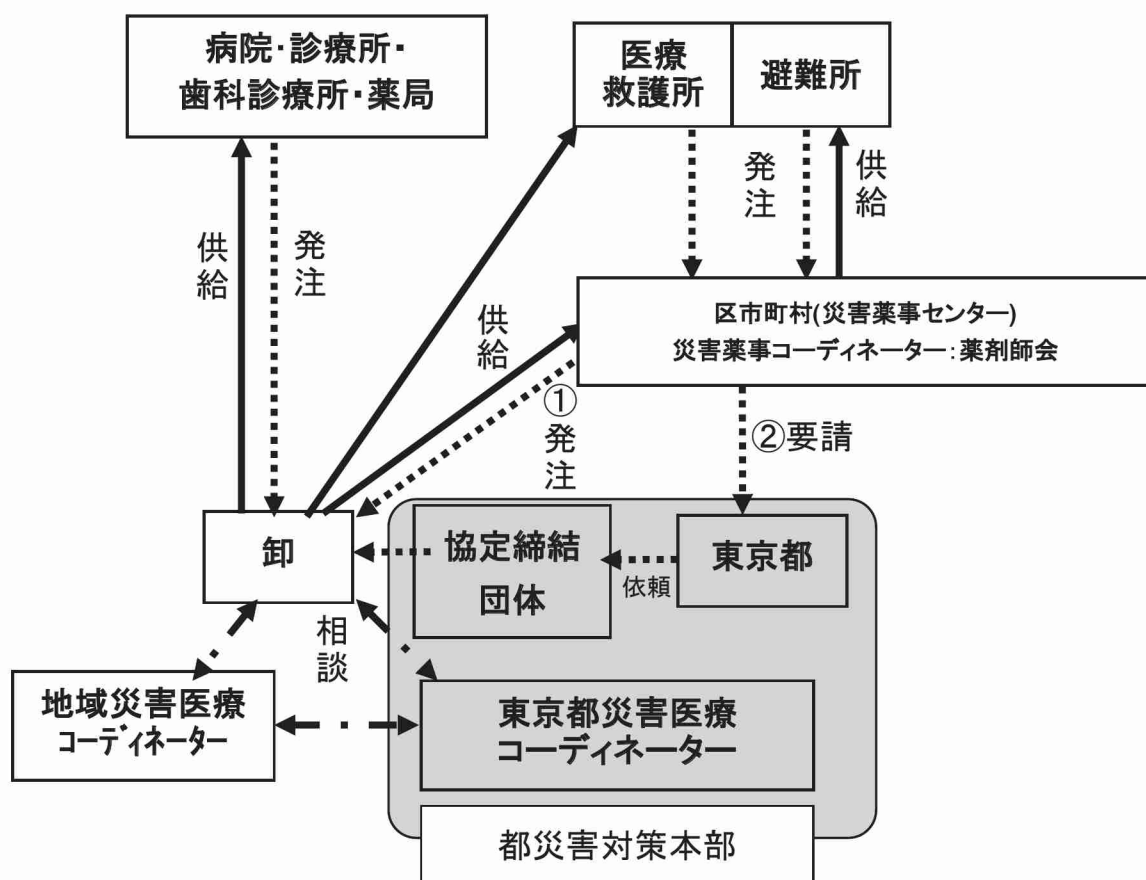 病院・診療所・
歯科診療所・薬局
医療
救護所
避難所
供給
発注
発注
供給
供給
区市町村(災害薬事センター)
災害薬事コーディネーター：薬剤師会
①発注
②要請
卸
協定締結
団体
依頼
東京都
相談
地域災害医療
コーディネーター
東京都災害医療
コーディネーター
都災害対策本部